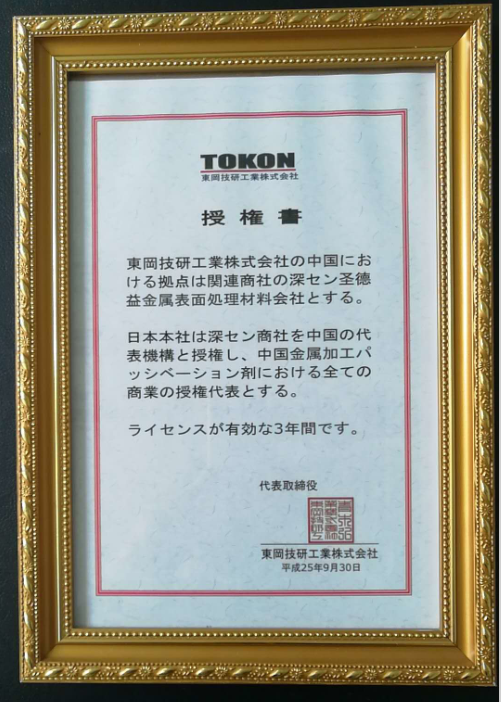 TOKON
東岡技研工業株式会社
授権書
東岡技研工業株式会社の中国にお
ける拠点は関連商社の深セン圣德
益金属表面処理材料会社とする。
日本本社は深セン商社を中国の代
表機構と授権し、中国金属加工パ
ッシベーション剤における全ての
商業の授権代表とする。
ライセンスが有効な3年間です。
代表取締役
東岡技研工業株式会社
平成25年9月30日